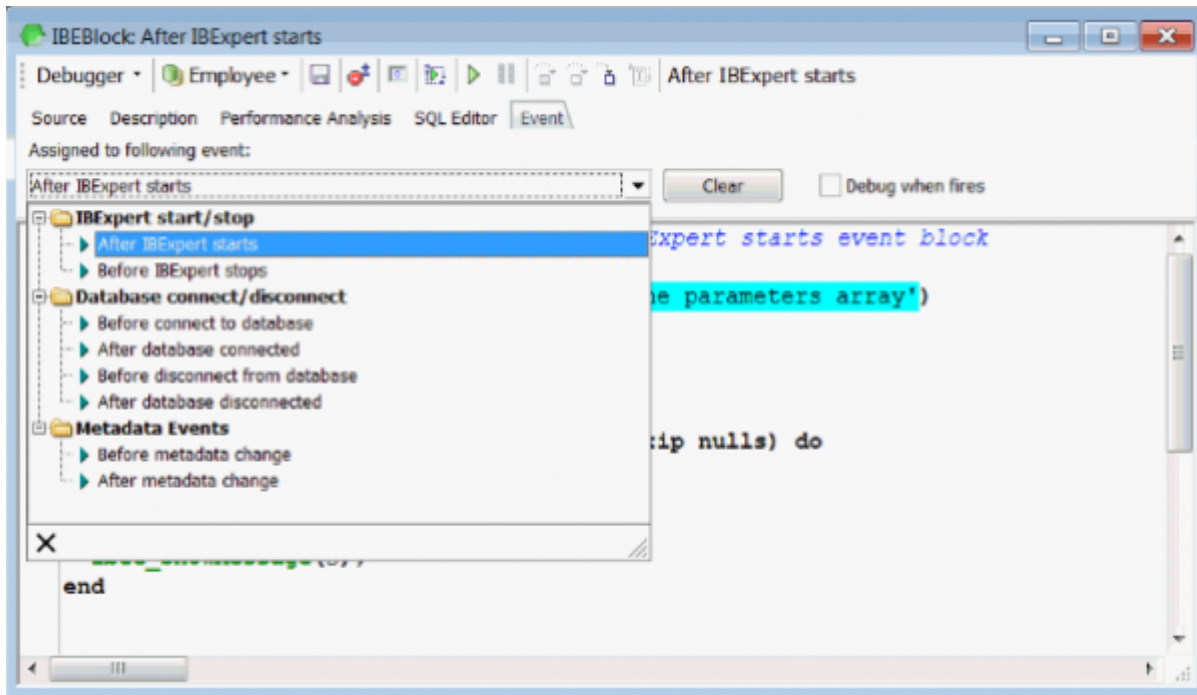 IBEBlock: After IBExpert starts
Debugger Employee After IBExpert starts
Source Description Performance Analysis SQL Editor Event
Assigned to following event:
After IBExpert starts Clear Debug when fires
IBExpert start/stop
After IBExpert starts Expert starts event block
Before IBExpert stops
Database connect/disconnect parameters array')
Before connect to database
After database connected
Before disconnect from database
After database disconnected
Metadata Events nulls) do
Before metadata change
After metadata change
end